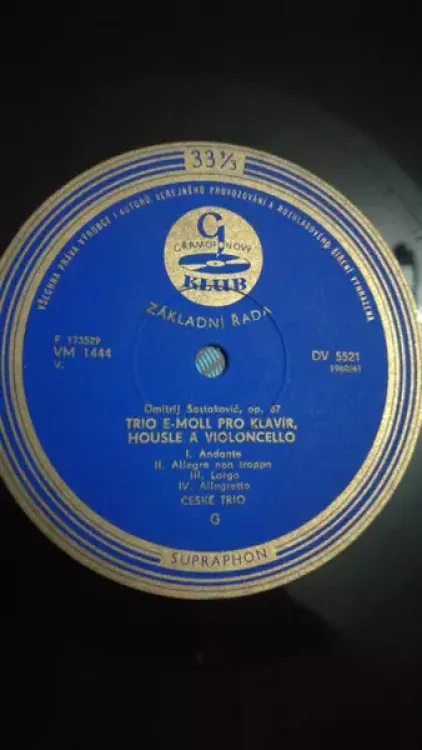 33 1/3
VŠECHNA PRÁVA VÝROBCE I AUTORŮ VEŘEJNÉHO PROVOZOVÁNÍ A ROZHLASOVÉHO ŠÍŘENÍ VYHRAZENA
G
GRAMOFONOVÝ
KLUB
ZÁKLADNÍ ŘADA
F 173529
VM 1444
V.
DV 5521
1960/61
Dmitrij Šostakovič, op. 67
TRIO E-MOLL PRO KLAVÍR,
HOUSLE A VIOLONCELLO
I. Andante
II. Allegro non troppo
III. Largo
IV. Allegretto
ČESKÉ TRIO
G
SUPRAPHON